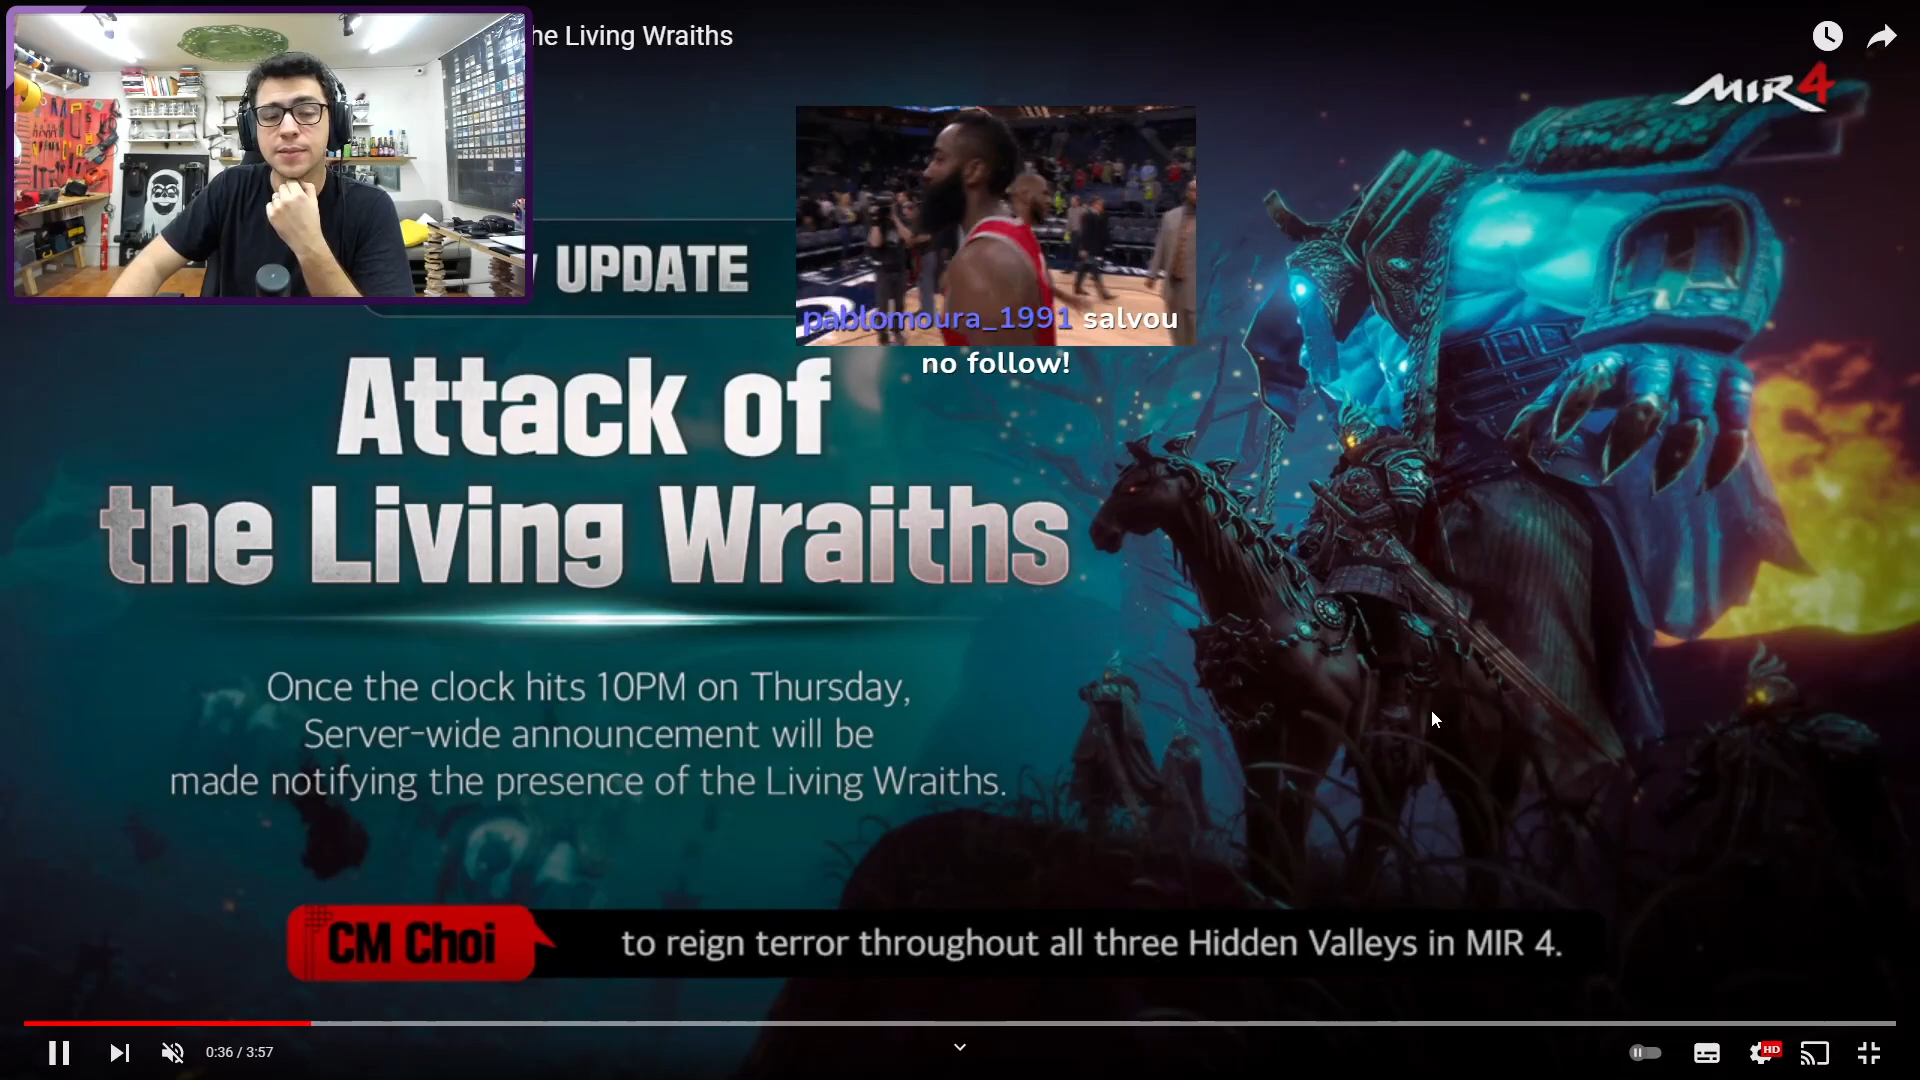 he Living Wraiths
MIR4
UPDATE
pablomoura_1991 salvou
no follow!
Attack of
the Living Wraiths
Once the clock hits 10PM on Thursday,
Server-wide announcement will be
made notifying the presence of the Living Wraiths.
CM Choi
to reign terror throughout all three Hidden Valleys in MIR 4.
0:36 / 3:57
HD